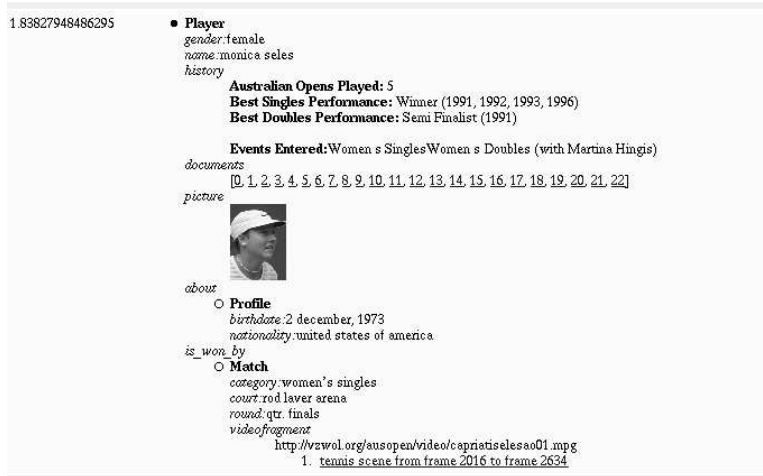 1.83827948486295
● Player
gender:female
name:monica seles
history
Australian Opens Played: 5
Best Singles Performance: Winner (1991, 1992, 1993, 1996)
Best Doubles Performance: Semi Finalist (1991)
Events Entered:Women s SinglesWomen s Doubles (with Martina Hingis)
documents
[0, 1, 2, 3, 4, 5, 6, 7, 8, 9, 10, 11, 12, 13, 14, 15, 16, 17, 18, 19, 20, 21, 22]
picture
about
○ Profile
birthdate:2 december, 1973
nationality:united states of america
is_won_by
○ Match
category:women's singles
court:rod laver arena
round:qtr. finals
videofragment
http://vzwol.org/ausopen/video/capriatiselesao01.mpg
1. tennis scene from frame 2016 to frame 2634